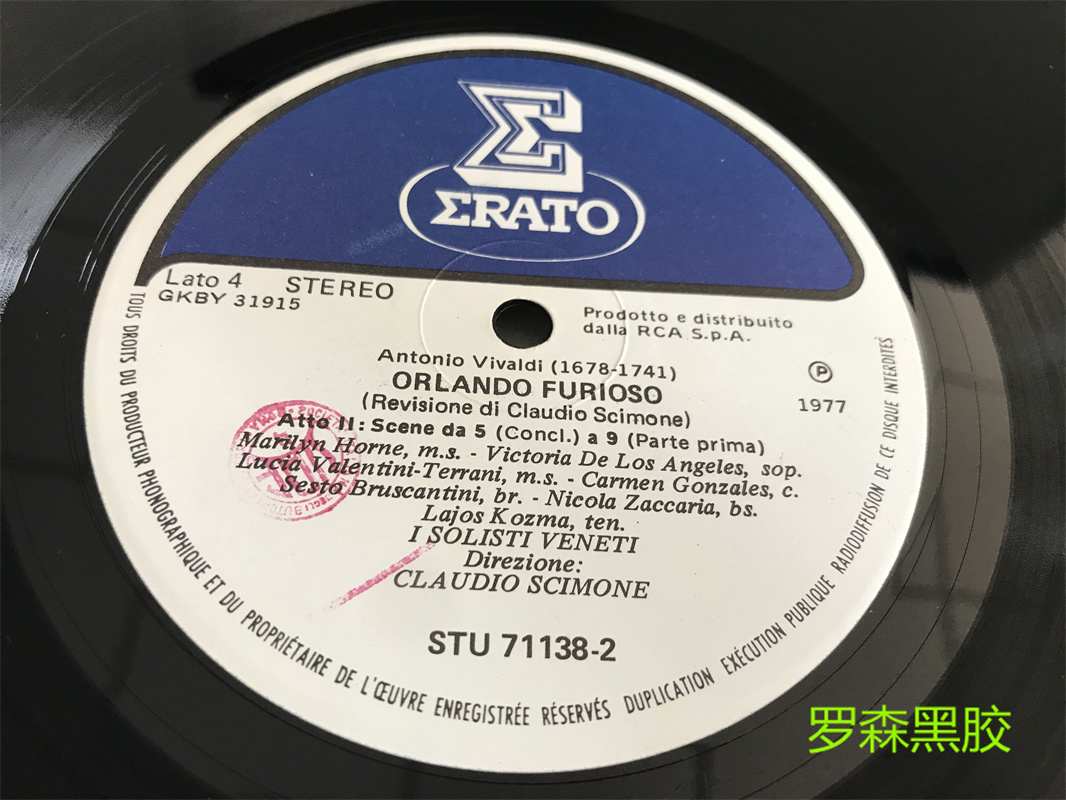 Σ
ΣRATO
Lato 4 STEREO
GKBY 31915
Prodotto e distribuito
dalla RCA S.p.A.
Antonio Vivaldi (1678-1741)
ORLANDO FURIOSO
(Revisione di Claudio Scimone)
Atto II: Scene da 5 (Concl.) a 9 (Parte prima)
Marilyn Horne, m.s. - Victoria De Los Angeles, sop.
Lucia Valentini-Terrani, m.s. - Carmen Gonzales, c.
Sesto Bruscantini, br. - Nicola Zaccaria, bs.
Lajos Kozma, ten.
I SOLISTI VENETI
Direzione:
CLAUDIO SCIMONE
℗
1977
STU 71138-2
TOUS DROITS DU PRODUCTEUR PHONOGRAPHIQUE ET DU PROPRIÉTAIRE DE L'ŒUVRE ENREGISTRÉE RÉSERVÉS DUPLICATION EXÉCUTION PUBLIQUE RADIODIFFUSION DE CE DISQUE INTERDITES
罗森黑胶